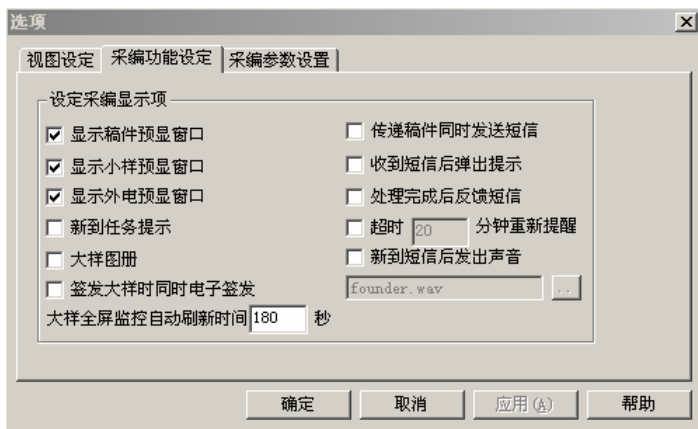 选项
视图设定 采编功能设定 采编参数设置
设定采编显示项
显示稿件预显窗口
显示小样预显窗口
显示外电预显窗口
新到任务提示
大样图册
签发大样时同时电子签发
大样全屏监控自动刷新时间 180 秒
传递稿件同时发送短信
收到短信后弹出提示
处理完成后反馈短信
超时 20 分钟重新提醒
新到短信后发出声音
founder.wav ..
确定 取消 应用(A) 帮助